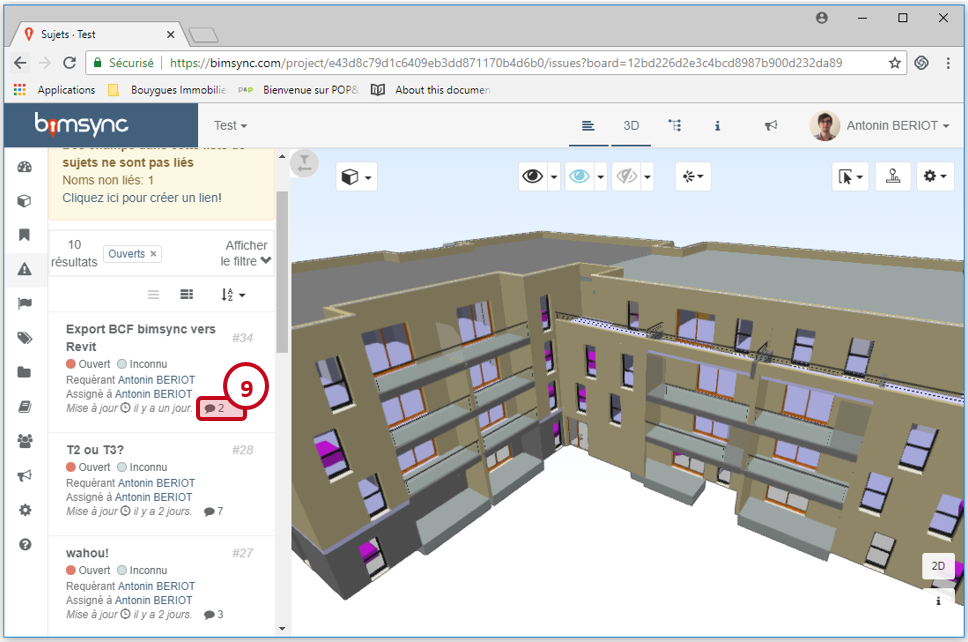 Sujets · Test
Sécurisé
https://bimsync.com/project/e43d8c79d1c6409eb3dd871170b4d6b0/issues?board=12bd226d2e3c4bcd8987b900d232da89
Applications
Bouygues Immobilie
Bienvenue sur POP&
About this documen
bimsync
Test
3D
Antonin BERIOT
sujets ne sont pas liés
Noms non liés: 1
Cliquez ici pour créer un lien!
10 résultats
Ouverts ×
Afficher le filtre
Export BCF bimsync vers Revit
#34
Ouvert Inconnu
Requérant Antonin BERIOT
Assigné à Antonin BERIOT
Mise à jour il y a un jour. 2
9
T2 ou T3?
#28
Ouvert Inconnu
Requérant Antonin BERIOT
Assigné à Antonin BERIOT
Mise à jour il y a 2 jours. 7
wahou!
#27
Ouvert Inconnu
Requérant Antonin BERIOT
Assigné à Antonin BERIOT
Mise à jour il y a 2 jours. 3
2D